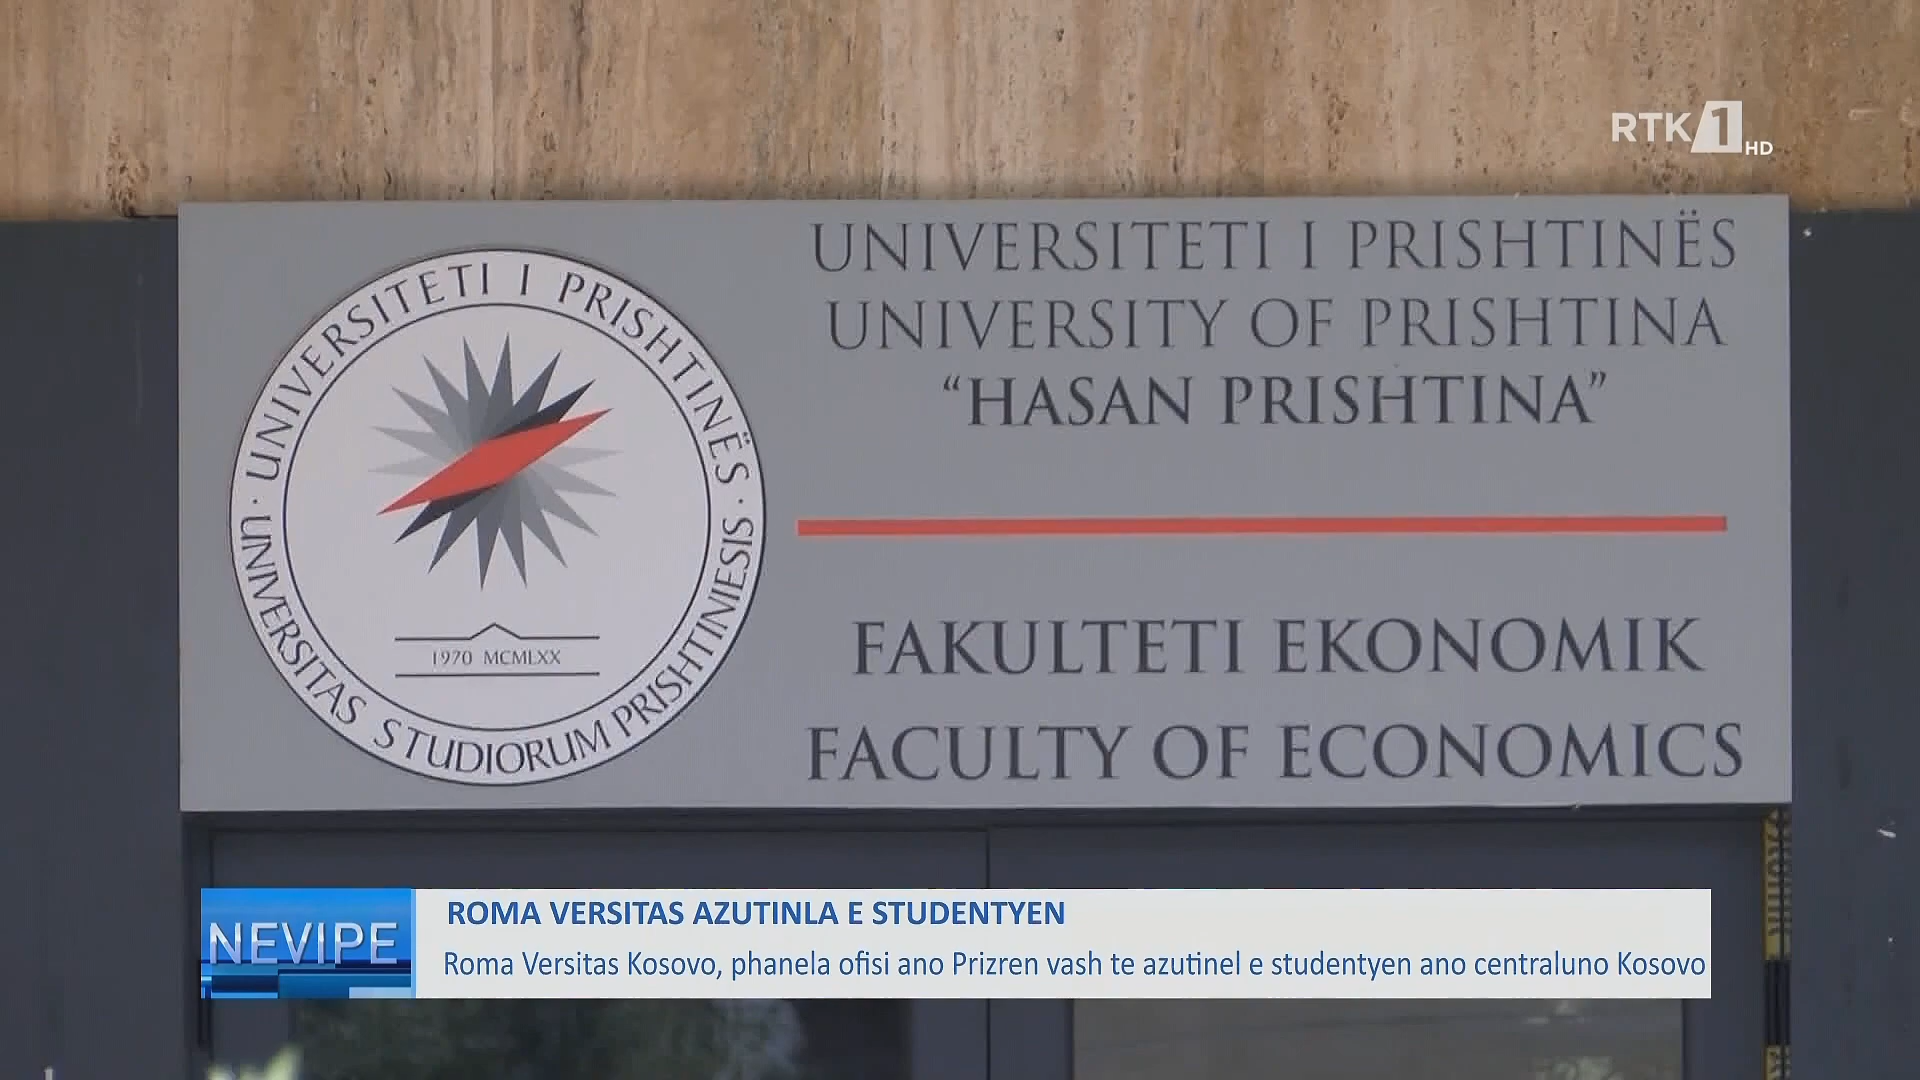 RTK 1 HD
UNIVERSITETI I PRISHTINËS
UNIVERSITY OF PRISHTINA
“HASAN PRISHTINA”
FAKULTETI EKONOMIK
FACULTY OF ECONOMICS
UNIVERSITETI I PRISHTINËS
UNIVERSITAS STUDIORUM PRISHTINIESIS
1970 MCMLXX
NEVIPE
ROMA VERSITAS AZUTINLA E STUDENTYEN
Roma Versitas Kosovo, phanela ofisi ano Prizren vash te azutinel e studentyen ano centraluno Kosovo